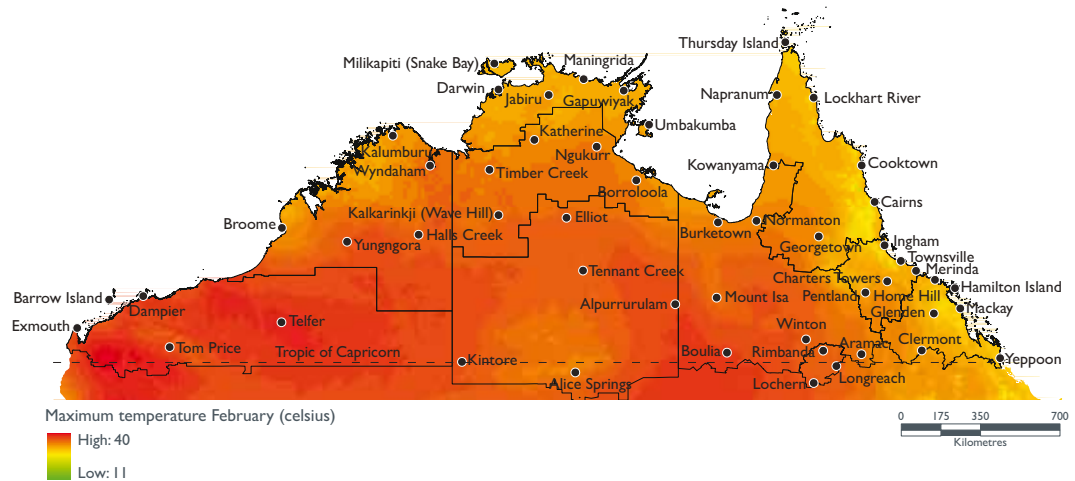 Thursday Island
Milikapiti (Snake Bay)
Maningrida
Darwin
Jabiru
Gapuwiyak
Napranum
Lockhart River
Umbakumba
Katherine
Kalumburu
Ngukurr
Wyndaham
Timber Creek
Kowanyama
Cooktown
Borroloola
Cairns
Kalkarinkji (Wave Hill)
Elliot
Broome
Halls Creek
Normanton
Burketown
Yungngora
Georgetown
Ingham
Townsville
Tennant Creek
Merinda
Charters Towers
Hamilton Island
Barrow Island
Alpurrurulam
Mount Isa
Pentland
Home Hill
Dampier
Mackay
Glenden
Exmouth
Telfer
Winton
Tom Price
Tropic of Capricorn
Kintore
Boulia
Rimbanda
Aramac
Clermont
Yeppoon
Alice Springs
Lochern
Longreach
Maximum temperature February (celsius)
High: 40
Low: 11
0 175 350 700
Kilometres